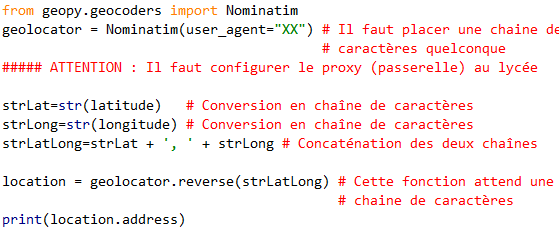 from geopy.geocoders import Nominatim
geolocator = Nominatim(user_agent="XX") # Il faut placer une chaine de
# caractères quelconque
##### ATTENTION : Il faut configurer le proxy (passerelle) au lycée
strLat=str(latitude) # Conversion en chaîne de caractères
strLong=str(longitude) # Conversion en chaîne de caractères
strLatLong=strLat + ', ' + strLong # Concaténation des deux chaînes
location = geolocator.reverse(strLatLong) # Cette fonction attend une
# chaine de caractères
print(location.address)